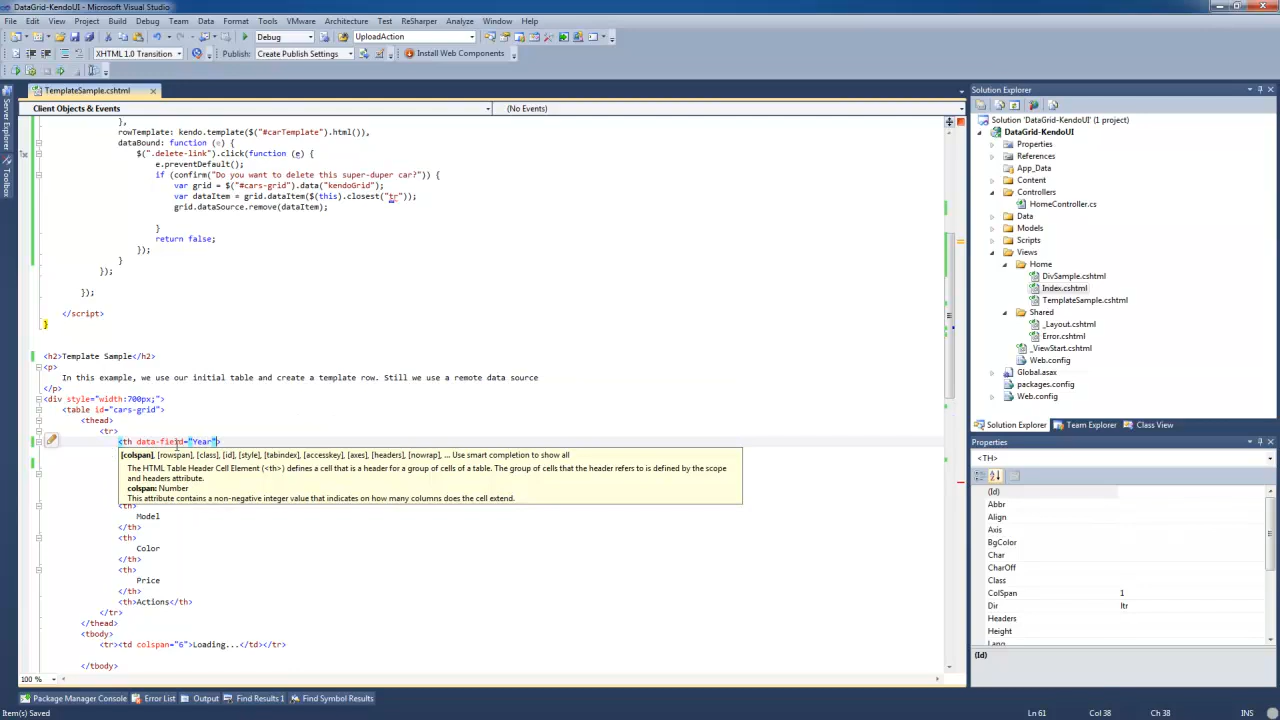 DataGrid-KendoUI - Microsoft Visual Studio
File Edit View Project Build Debug Team Data Format Tools VMware Architecture Test ReSharper Analyze Window Help
Debug UploadAction
XHTML 1.0 Transition Publish: Create Publish Settings Install Web Components
TemplateSample.cshtml
Client Objects & Events (No Events)
Server Explorer
Toolbox
},
rowTemplate: kendo.template($("#carTemplate").html()),
dataBound: function (e) {
$(".delete-link").click(function (e) {
e.preventDefault();
if (confirm("Do you want to delete this super-duper car?")) {
var grid = $("#cars-grid").data("kendoGrid");
var dataItem = grid.dataItem($(this).closest("tr"));
grid.dataSource.remove(dataItem);
}
return false;
});
}
});
});
</script>
}
<h2>Template Sample</h2>
<p>
In this example, we use our initial table and create a template row. Still we use a remote data source
</p>
<div style="width:700px;">
<table id="cars-grid">
<thead>
<tr>
<th data-field="Year">
[colspan], [rowspan], [class], [id], [style], [tabindex], [accesskey], [axes], [headers], [nowrap], ... Use smart completion to show all
The HTML Table Header Cell Element (<th>) defines a cell that is a header for a group of cells of a table. The group of cells that the header refers to is defined by the scope
and headers attribute.
colspan: Number
This attribute contains a non-negative integer value that indicates on how many columns does the cell extend.
<th>
Model
</th>
<th>
Color
</th>
<th>
Price
</th>
<th>Actions</th>
</tr>
</thead>
<tbody>
<tr><td colspan="6">Loading...</td></tr>
</tbody>
100 %
Solution Explorer
Solution 'DataGrid-KendoUI' (1 project)
DataGrid-KendoUI
Properties
References
App_Data
Content
Controllers
HomeController.cs
Data
Models
Scripts
Views
Home
DivSample.cshtml
Index.cshtml
TemplateSample.cshtml
Shared
_Layout.cshtml
Error.cshtml
_ViewStart.cshtml
Web.config
Global.asax
packages.config
Web.config
Solution Explorer Team Explorer Class View
Properties
<TH>
(Id)
Abbr
Align
Axis
BgColor
Char
CharOff
Class
ColSpan 1
Dir ltr
Headers
Height
Lang
(Id)
Package Manager Console Error List Output Find Results 1 Find Symbol Results
Item(s) Saved Ln 61 Col 38 Ch 38 INS